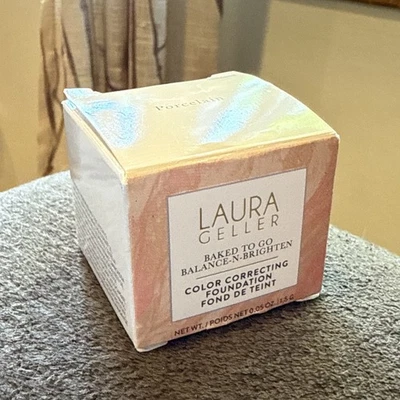 Porcelain
LAURA
GELLER
BAKED TO GO
BALANCE-N-BRIGHTEN
COLOR CORRECTING
FOUNDATION
FOND DE TEINT
NET WT. / POIDS NET 0.05 OZ. / 1.5 G